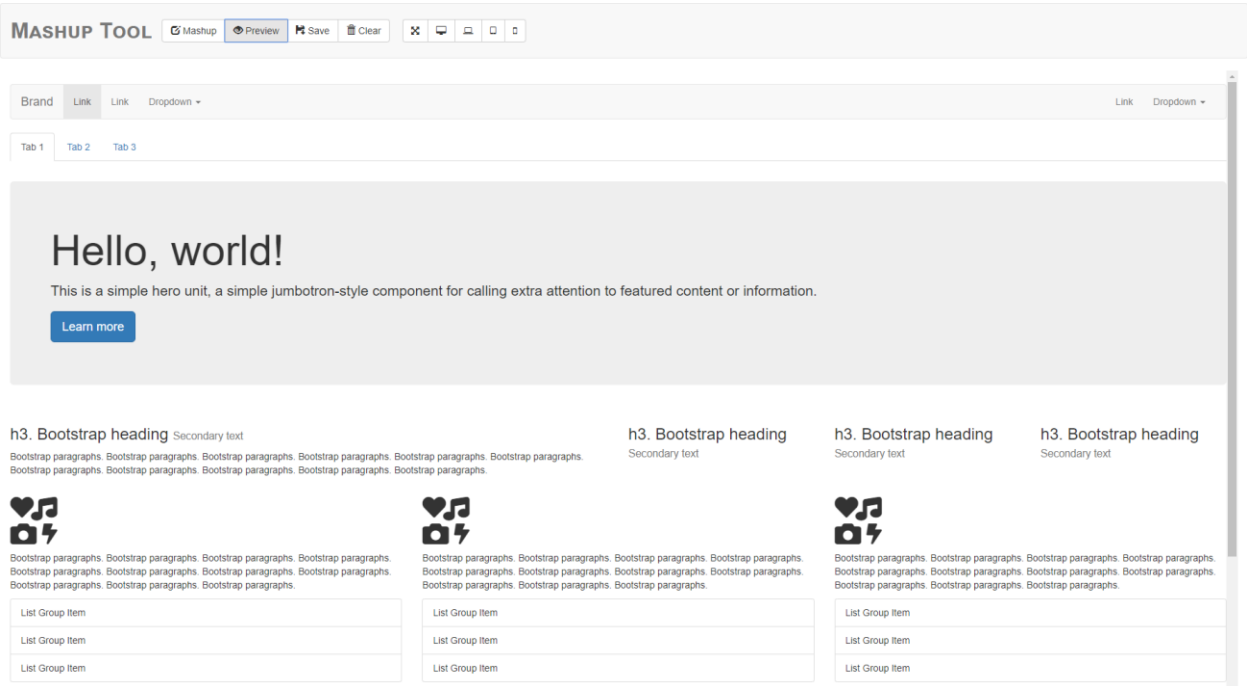 MASHUP TOOL Mashup Preview Save Clear
Brand Link Link Dropdown Link Dropdown
Tab 1 Tab 2 Tab 3
Hello, world!
This is a simple hero unit, a simple jumbotron-style component for calling extra attention to featured content or information.
Learn more
h3. Bootstrap heading Secondary text
Bootstrap paragraphs. Bootstrap paragraphs. Bootstrap paragraphs. Bootstrap paragraphs. Bootstrap paragraphs. Bootstrap paragraphs.
Bootstrap paragraphs. Bootstrap paragraphs. Bootstrap paragraphs. Bootstrap paragraphs. Bootstrap paragraphs.
h3. Bootstrap heading
Secondary text
h3. Bootstrap heading
Secondary text
h3. Bootstrap heading
Secondary text
Bootstrap paragraphs. Bootstrap paragraphs. Bootstrap paragraphs. Bootstrap paragraphs.
Bootstrap paragraphs. Bootstrap paragraphs. Bootstrap paragraphs. Bootstrap paragraphs.
Bootstrap paragraphs. Bootstrap paragraphs. Bootstrap paragraphs.
List Group Item
List Group Item
List Group Item
Bootstrap paragraphs. Bootstrap paragraphs. Bootstrap paragraphs. Bootstrap paragraphs.
Bootstrap paragraphs. Bootstrap paragraphs. Bootstrap paragraphs. Bootstrap paragraphs.
Bootstrap paragraphs. Bootstrap paragraphs. Bootstrap paragraphs.
List Group Item
List Group Item
List Group Item
Bootstrap paragraphs. Bootstrap paragraphs. Bootstrap paragraphs. Bootstrap paragraphs.
Bootstrap paragraphs. Bootstrap paragraphs. Bootstrap paragraphs. Bootstrap paragraphs.
Bootstrap paragraphs. Bootstrap paragraphs. Bootstrap paragraphs.
List Group Item
List Group Item
List Group Item